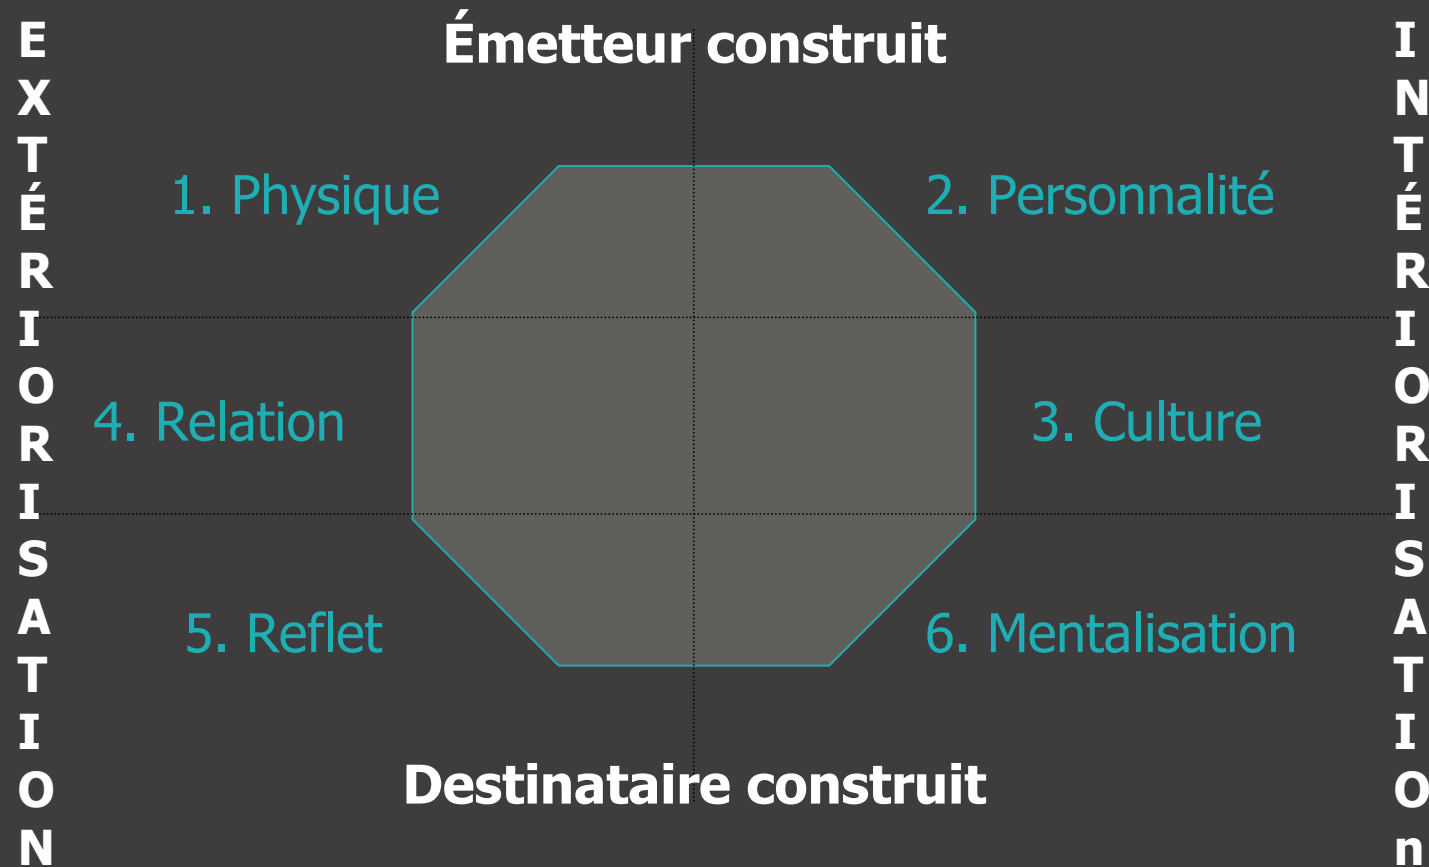 EXTÉRIORISATION
Émetteur construit
INTÉRIORISATIOn
1. Physique
2. Personnalité
4. Relation
3. Culture
5. Reflet
6. Mentalisation
Destinataire construit